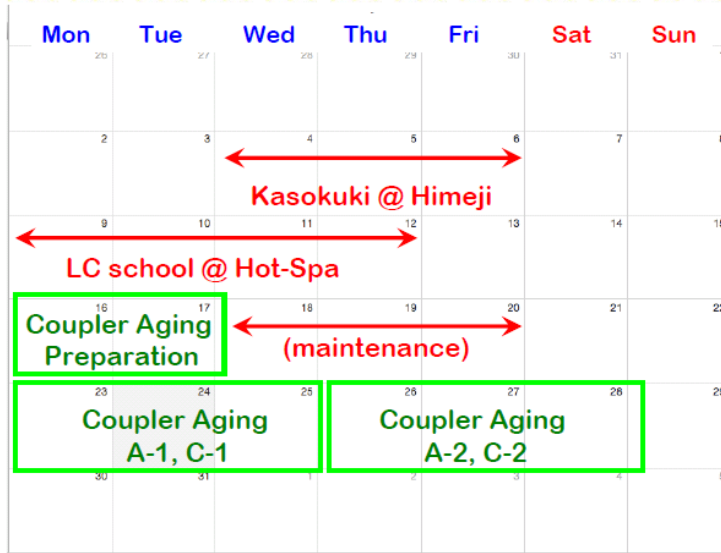 Mon Tue Wed Thu Fri Sat Sun
26 27 28 29 30 31
2 3 4 5 6 7 8
Kasokuki @ Himeji
9 10 11 12 13 14 15
LC school @ Hot-Spa
16 17 18 19 20 21 22
Coupler Aging
Preparation
(maintenance)
23 24 25 26 27 28 29
Coupler Aging
A-1, C-1
Coupler Aging
A-2, C-2
30 31 1 2 3 4 5